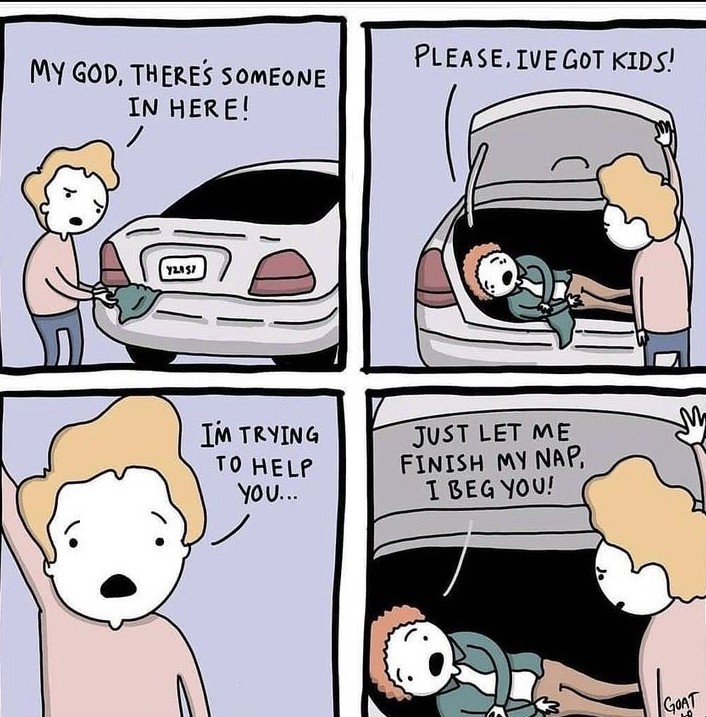 MY GOD, THERE'S SOMEONE
IN HERE!
PLEASE, IVE GOT KIDS!
I'M TRYING
TO HELP
YOU...
JUST LET ME
FINISH MY NAP,
I BEG YOU!
GOAT